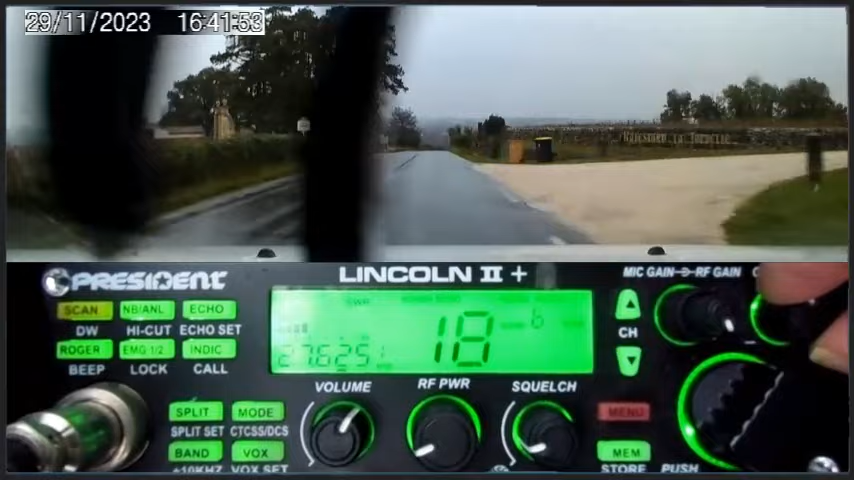 29/11/2023 16:41:53
PRESIDENT
LINCOLN II +
MIC GAIN RF GAIN
SCAN NB/ANL ECHO
DW HI-CUT ECHO SET
ROGER EMG 1/2 INDIC
BEEP LOCK CALL
18
27.625
CH
VOLUME RF PWR SQUELCH
SPLIT MODE
SPLIT SET CTCSS/DCS
BAND VOX
+10KHZ VOX SET
MENU
MEM
STORE PUSH